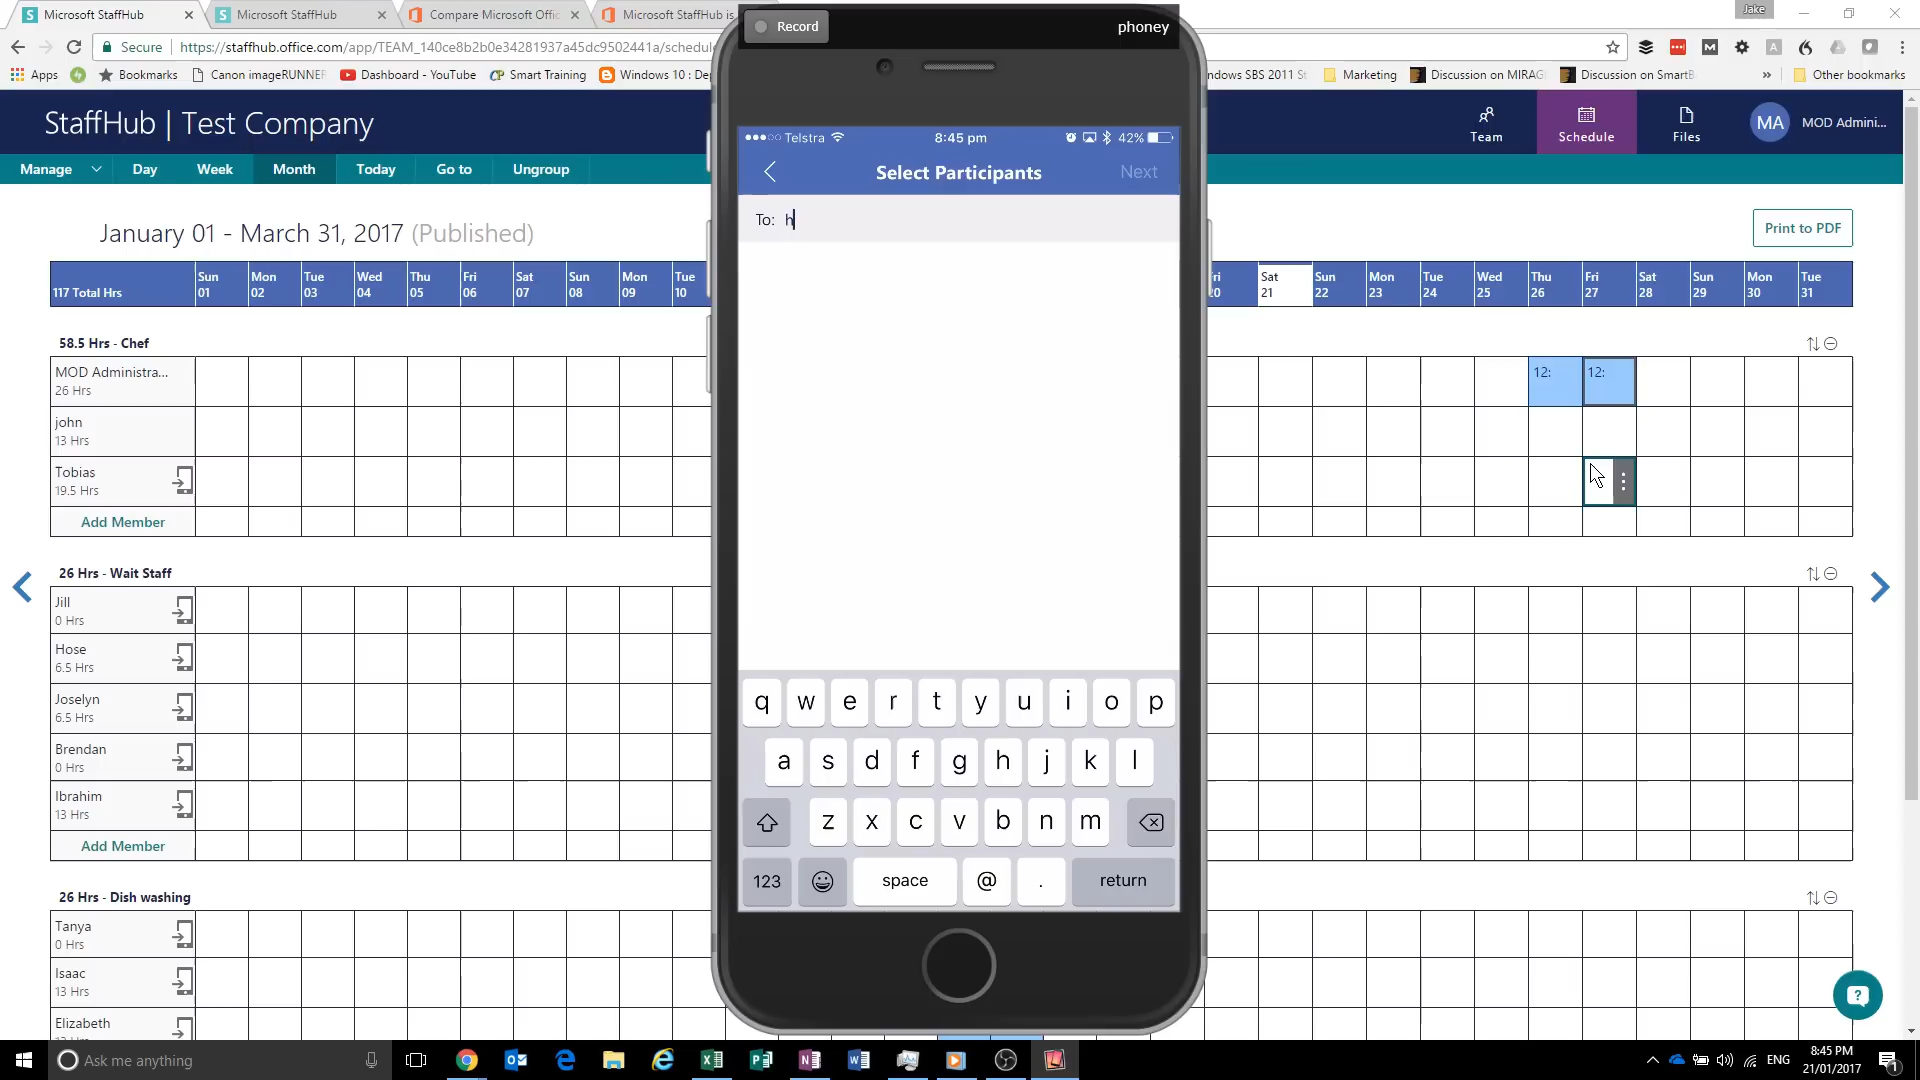 Microsoft StaffHub
Microsoft StaffHub
Compare Microsoft Offic
Microsoft StaffHub is
Jake
Secure
https://staffhub.office.com/app/TEAM_140ce8b2b0e34281937a45dc9502441a/schedule
Apps
Bookmarks
Canon imageRUNNER
Dashboard - YouTube
Smart Training
Windows 10 : Dep
ndows SBS 2011 St
Marketing
Discussion on MIRAG
Discussion on SmartB
»
Other bookmarks
StaffHub | Test Company
Team
Schedule
Files
MA
MOD Admini...
Manage
Day
Week
Month
Today
Go to
Ungroup
January 01 - March 31, 2017 (Published)
Print to PDF
117 Total Hrs
Sun 01
Mon 02
Tue 03
Wed 04
Thu 05
Fri 06
Sat 07
Sun 08
Mon 09
Tue 10
Fri 20
Sat 21
Sun 22
Mon 23
Tue 24
Wed 25
Thu 26
Fri 27
Sat 28
Sun 29
Mon 30
Tue 31
58.5 Hrs - Chef
MOD Administra...
26 Hrs
12:
12:
john
13 Hrs
Tobias
19.5 Hrs
Add Member
26 Hrs - Wait Staff
Jill
0 Hrs
Hose
6.5 Hrs
Joselyn
6.5 Hrs
Brendan
0 Hrs
Ibrahim
13 Hrs
Add Member
26 Hrs - Dish washing
Tanya
0 Hrs
Isaac
13 Hrs
Elizabeth
Record
phoney
Telstra
8:45 pm
42%
Select Participants
Next
To: h
q w e r t y u i o p
a s d f g h j k l
z x c v b n m
123
space
@
.
return
Ask me anything
ENG
8:45 PM
21/01/2017
1